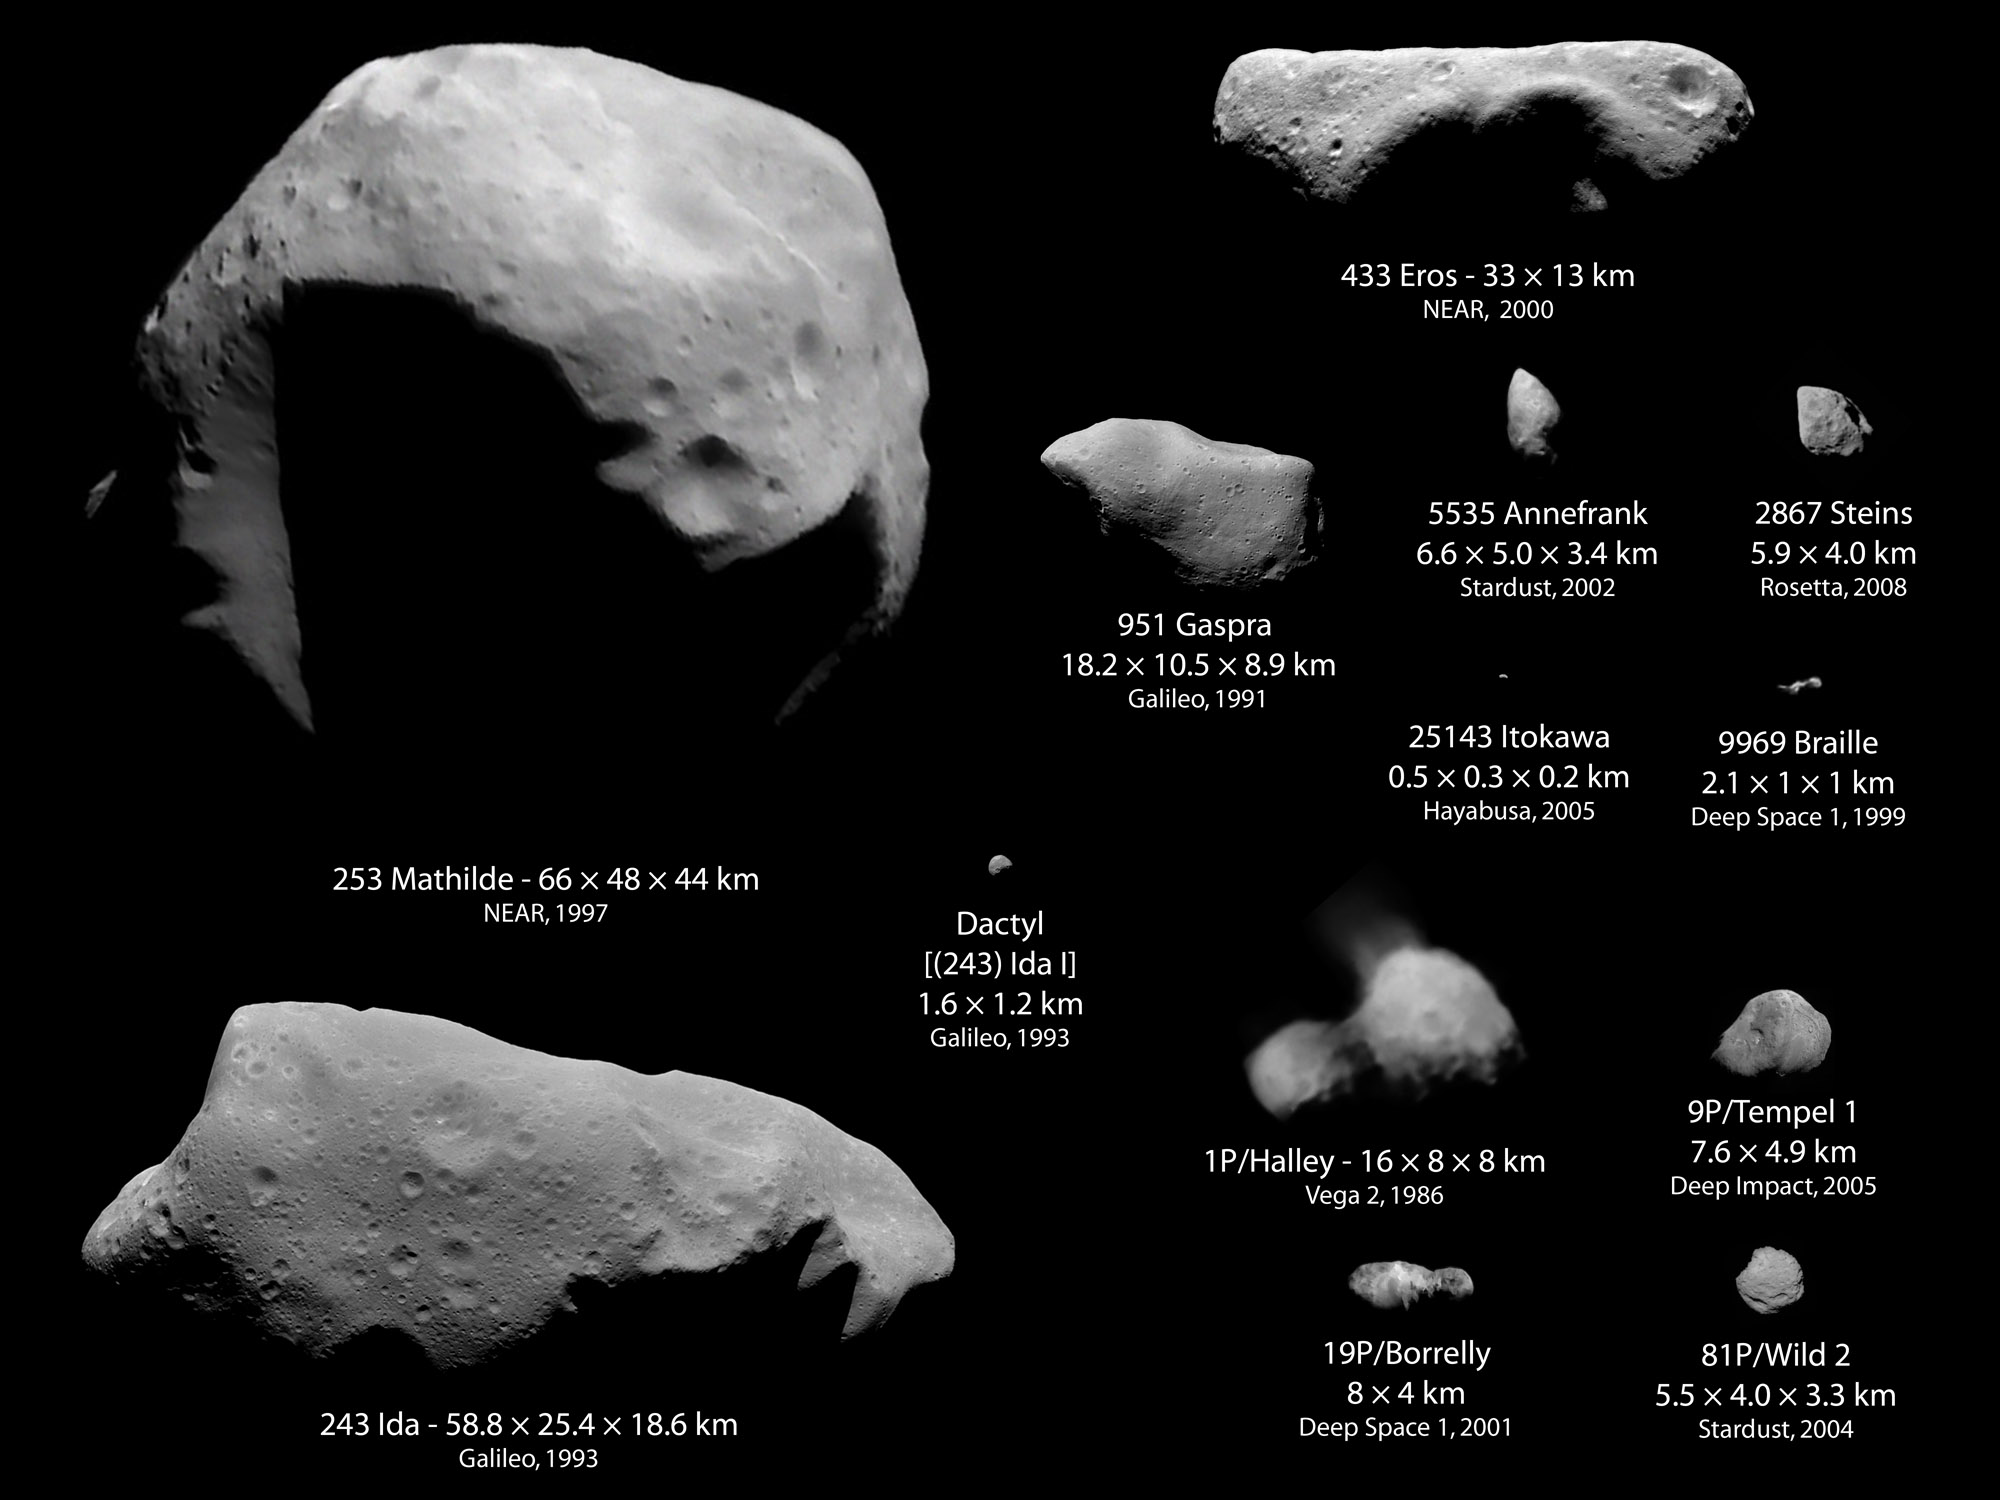 433 Eros - 33 × 13 km
NEAR, 2000
5535 Annefrank
6.6 × 5.0 × 3.4 km
Stardust, 2002
2867 Steins
5.9 × 4.0 km
Rosetta, 2008
951 Gaspra
18.2 × 10.5 × 8.9 km
Galileo, 1991
25143 Itokawa
0.5 × 0.3 × 0.2 km
Hayabusa, 2005
9969 Braille
2.1 × 1 × 1 km
Deep Space 1, 1999
253 Mathilde - 66 × 48 × 44 km
NEAR, 1997
Dactyl
[(243) Ida I]
1.6 × 1.2 km
Galileo, 1993
1P/Halley - 16 × 8 × 8 km
Vega 2, 1986
9P/Tempel 1
7.6 × 4.9 km
Deep Impact, 2005
19P/Borrelly
8 × 4 km
Deep Space 1, 2001
81P/Wild 2
5.5 × 4.0 × 3.3 km
Stardust, 2004
243 Ida - 58.8 × 25.4 × 18.6 km
Galileo, 1993